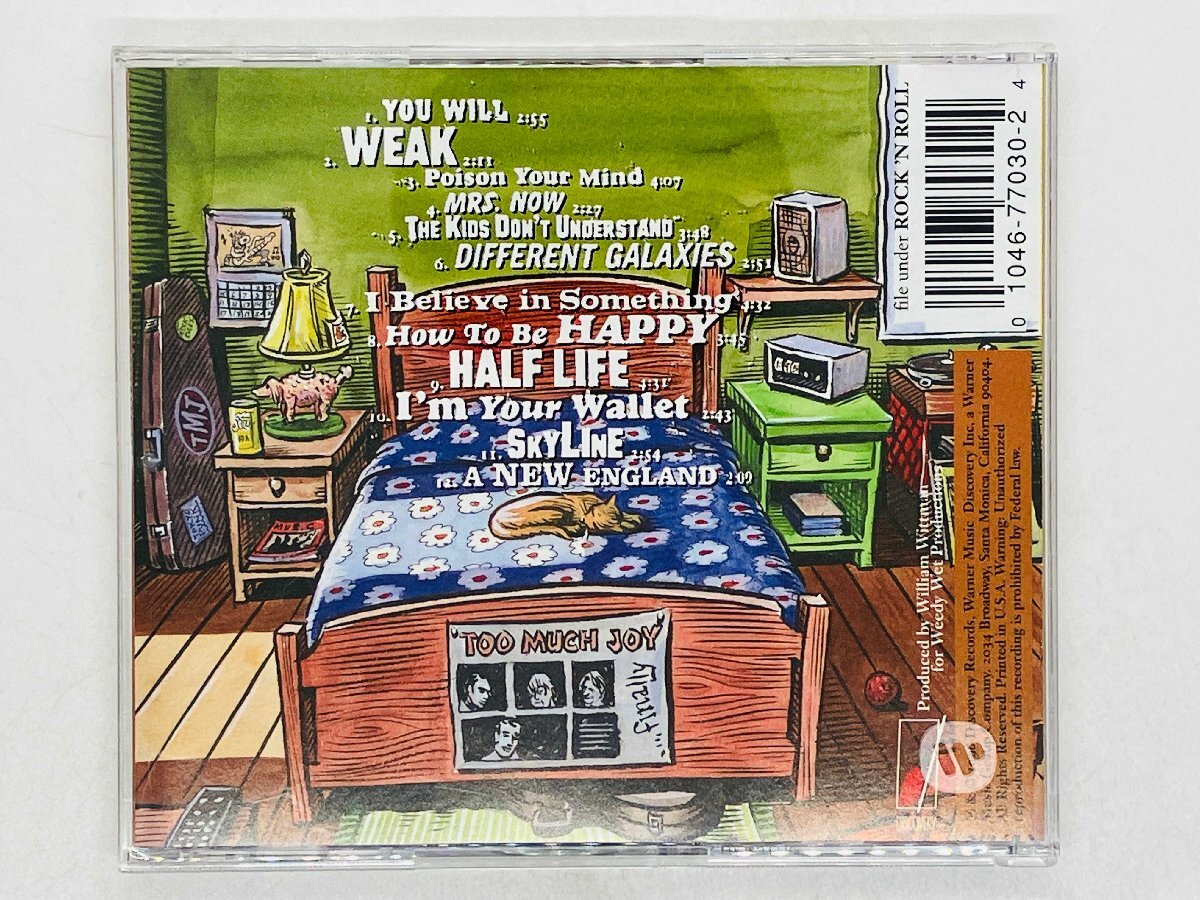 1. YOU WILL 2:55
2. WEAK 2:11
3. Poison Your Mind 4:07
4. MRS. NOW 2:27
5. THE KIDS DON'T UNDERSTAND 3:48
6. DIFFERENT GALAXIES 2:51
7. I Believe in Something 4:32
8. How To Be HAPPY 3:45
9. HALF LIFE 4:31
10. I'm Your Wallet 2:43
11. SKYLINE 2:54
12. A NEW ENGLAND 2:09
TMJ
MUSIC
"TOO MUCH JOY"
...finally
file under ROCK 'N ROLL
0 1046-77030-2 4
Produced by William Wittman
for Weedy Wet Productions
Discovery Records, Warner Music Discovery Inc, a Warner
Company. 2034 Broadway, Santa Monica, California 90404.
All Rights Reserved. Printed in U.S.A. Warning: Unauthorized
reproduction of this recording is prohibited by Federal law.